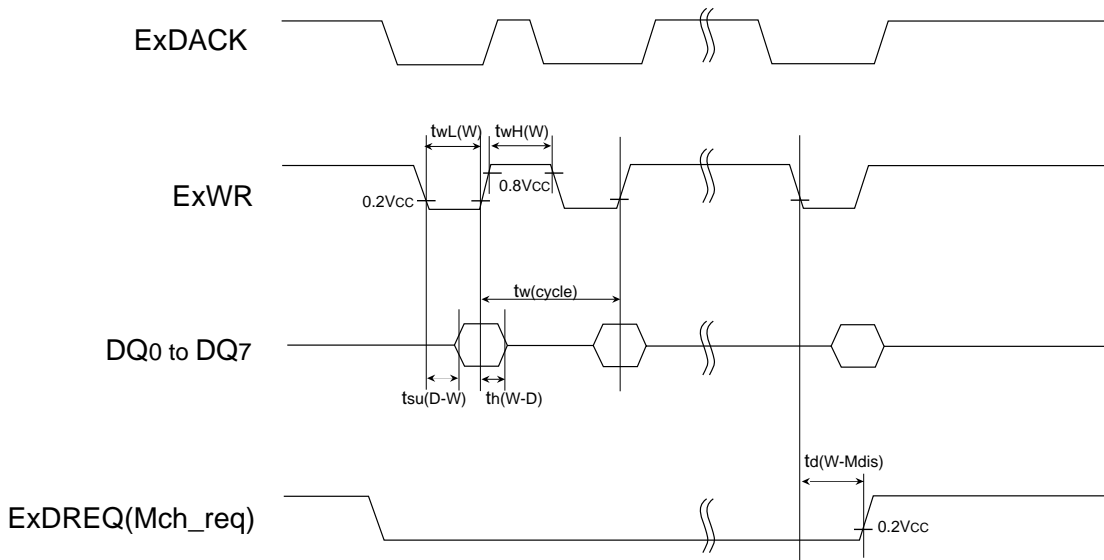 ExDACK
twL(W) twH(W)
ExWR
0.2VCC
0.8VCC
tw(cycle)
DQ0 to DQ7
tsu(D-W) th(W-D)
td(W-Mdis)
ExDREQ(Mch_req)
0.2VCC